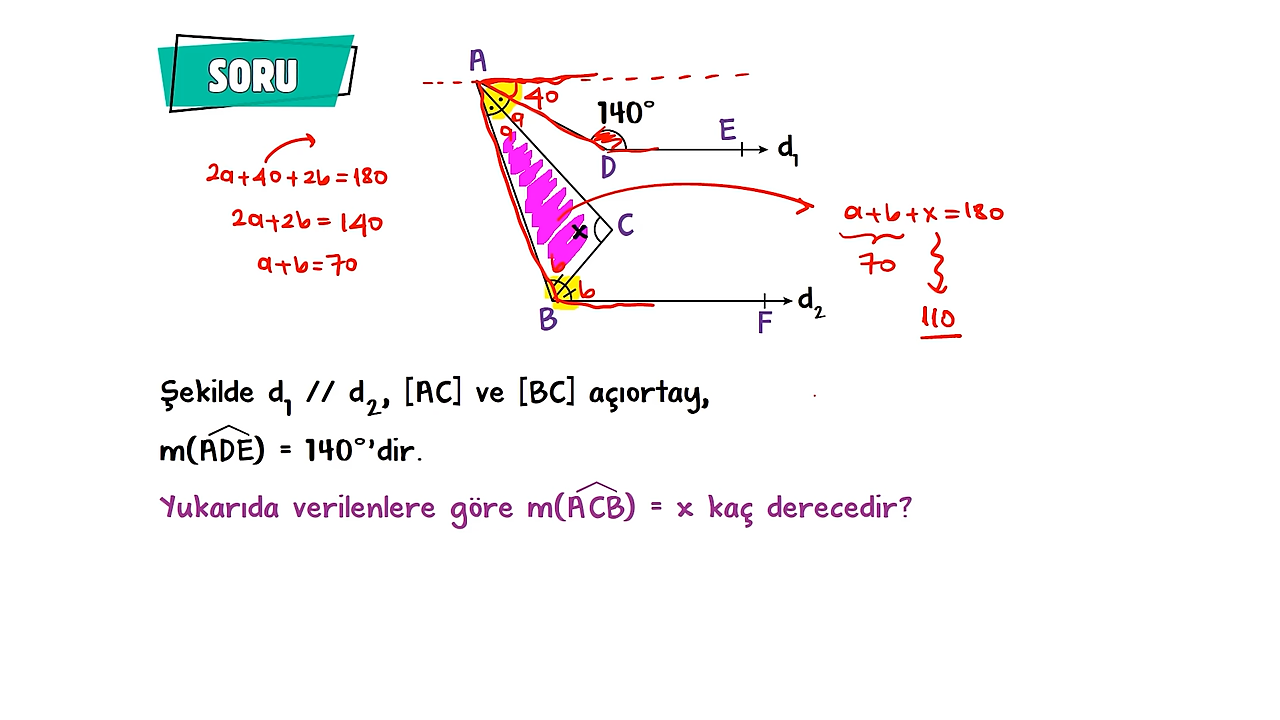 SORU
A
40
a
a
140°
E
d1
D
2a+40+2b=180
2a+2b=140
a+b=70
x
C
a+b+x=180
70
110
b
b
B
F
d2
Şekilde d1 // d2, [AC] ve [BC] açıortay,
m(ADE) = 140°'dir.
Yukarıda verilenlere göre m(ACB) = x kaç derecedir?